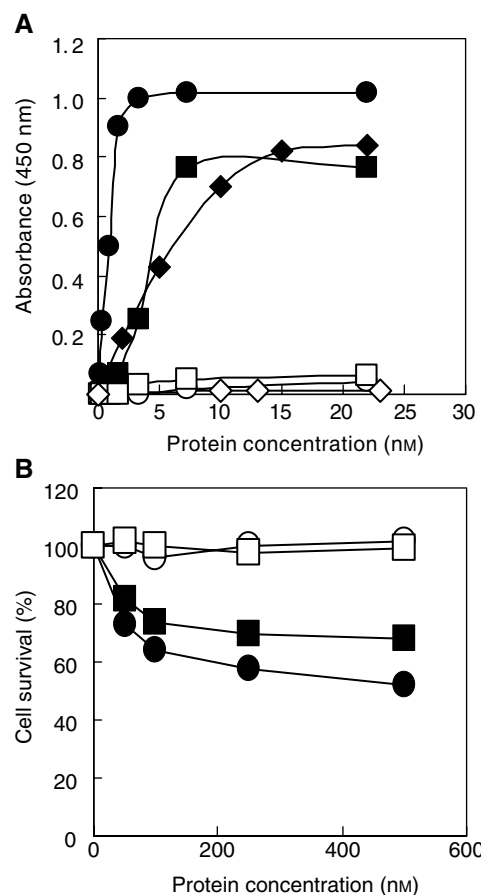 A
1.2
1.0
0.8
0.6
0.4
0.2
Absorbance (450 nm)
0 5 10 15 20 25 30
Protein concentration (nM)
B
120
100
80
60
40
20
0
Cell survival (%)
0 200 400 600
Protein concentration (nM)